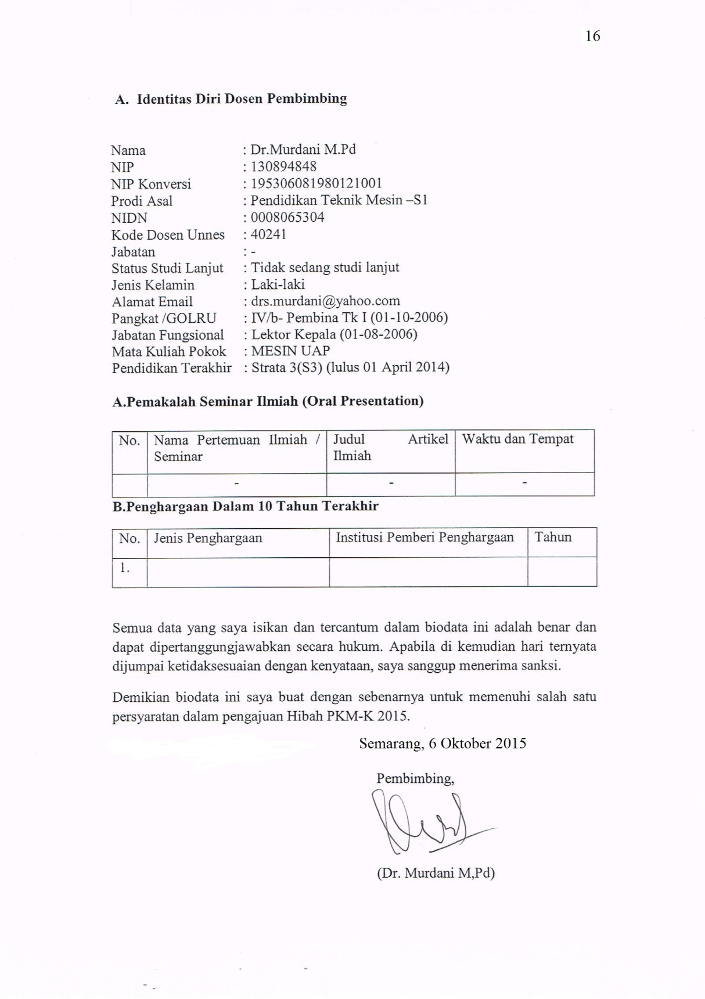 16
A. Identitas Diri Dosen Pembimbing
Nama : Dr.Murdani M.Pd
NIP : 130894848
NIP Konversi : 195306081980121001
Prodi Asal : Pendidikan Teknik Mesin –S1
NIDN : 0008065304
Kode Dosen Unnes : 40241
Jabatan : -
Status Studi Lanjut : Tidak sedang studi lanjut
Jenis Kelamin : Laki-laki
Alamat Email : drs.murdani@yahoo.com
Pangkat /GOLRU : IV/b- Pembina Tk I (01-10-2006)
Jabatan Fungsional : Lektor Kepala (01-08-2006)
Mata Kuliah Pokok : MESIN UAP
Pendidikan Terakhir : Strata 3(S3) (lulus 01 April 2014)
A.Pemakalah Seminar Ilmiah (Oral Presentation)
No. Nama Pertemuan Ilmiah / Judul Artikel Waktu dan Tempat
Seminar Ilmiah
- - -
B.Penghargaan Dalam 10 Tahun Terakhir
No. Jenis Penghargaan Institusi Pemberi Penghargaan Tahun
1.
Semua data yang saya isikan dan tercantum dalam biodata ini adalah benar dan
dapat dipertanggungjawabkan secara hukum. Apabila di kemudian hari ternyata
dijumpai ketidaksesuaian dengan kenyataan, saya sanggup menerima sanksi.
Demikian biodata ini saya buat dengan sebenarnya untuk memenuhi salah satu
persyaratan dalam pengajuan Hibah PKM-K 2015.
Semarang, 6 Oktober 2015
Pembimbing,
(Dr. Murdani M,Pd)